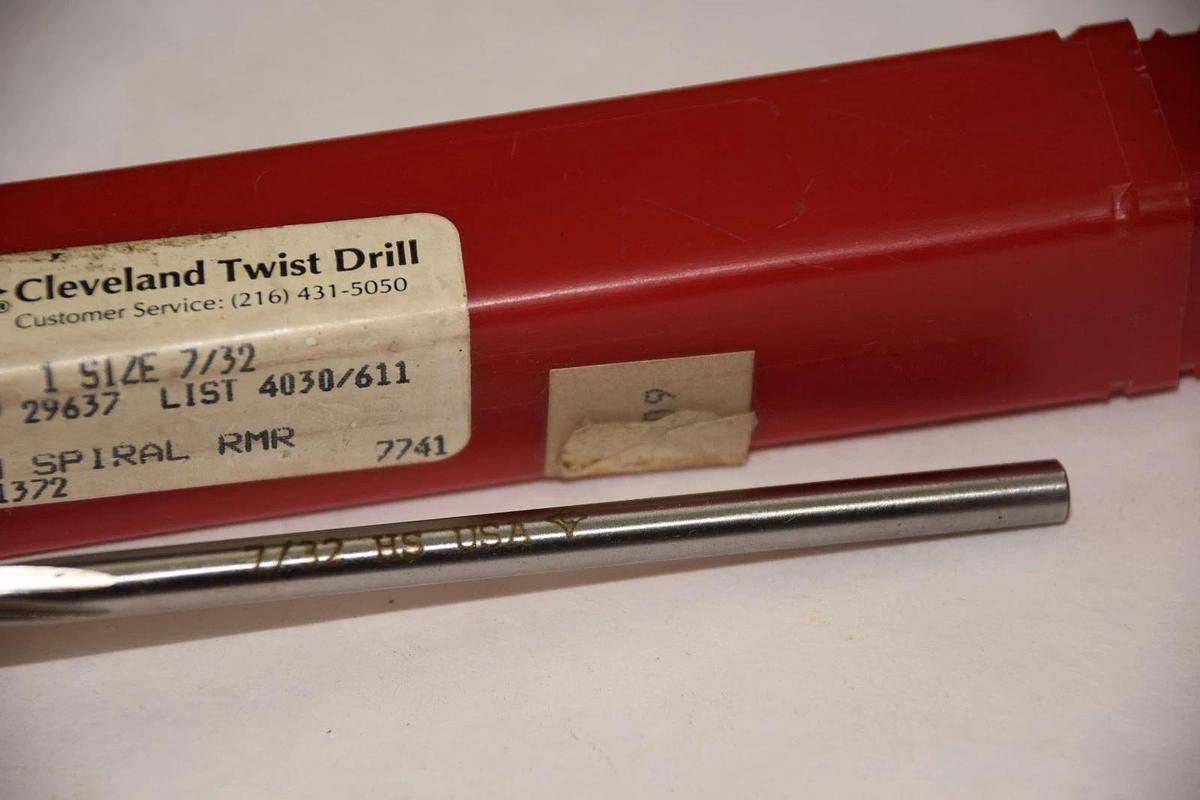 ® Cleveland Twist Drill
Customer Service: (216) 431-5050
1 SIZE 7/32
29637 LIST 4030/611
SPIRAL RMR 7741
1372
7/32 HS USA